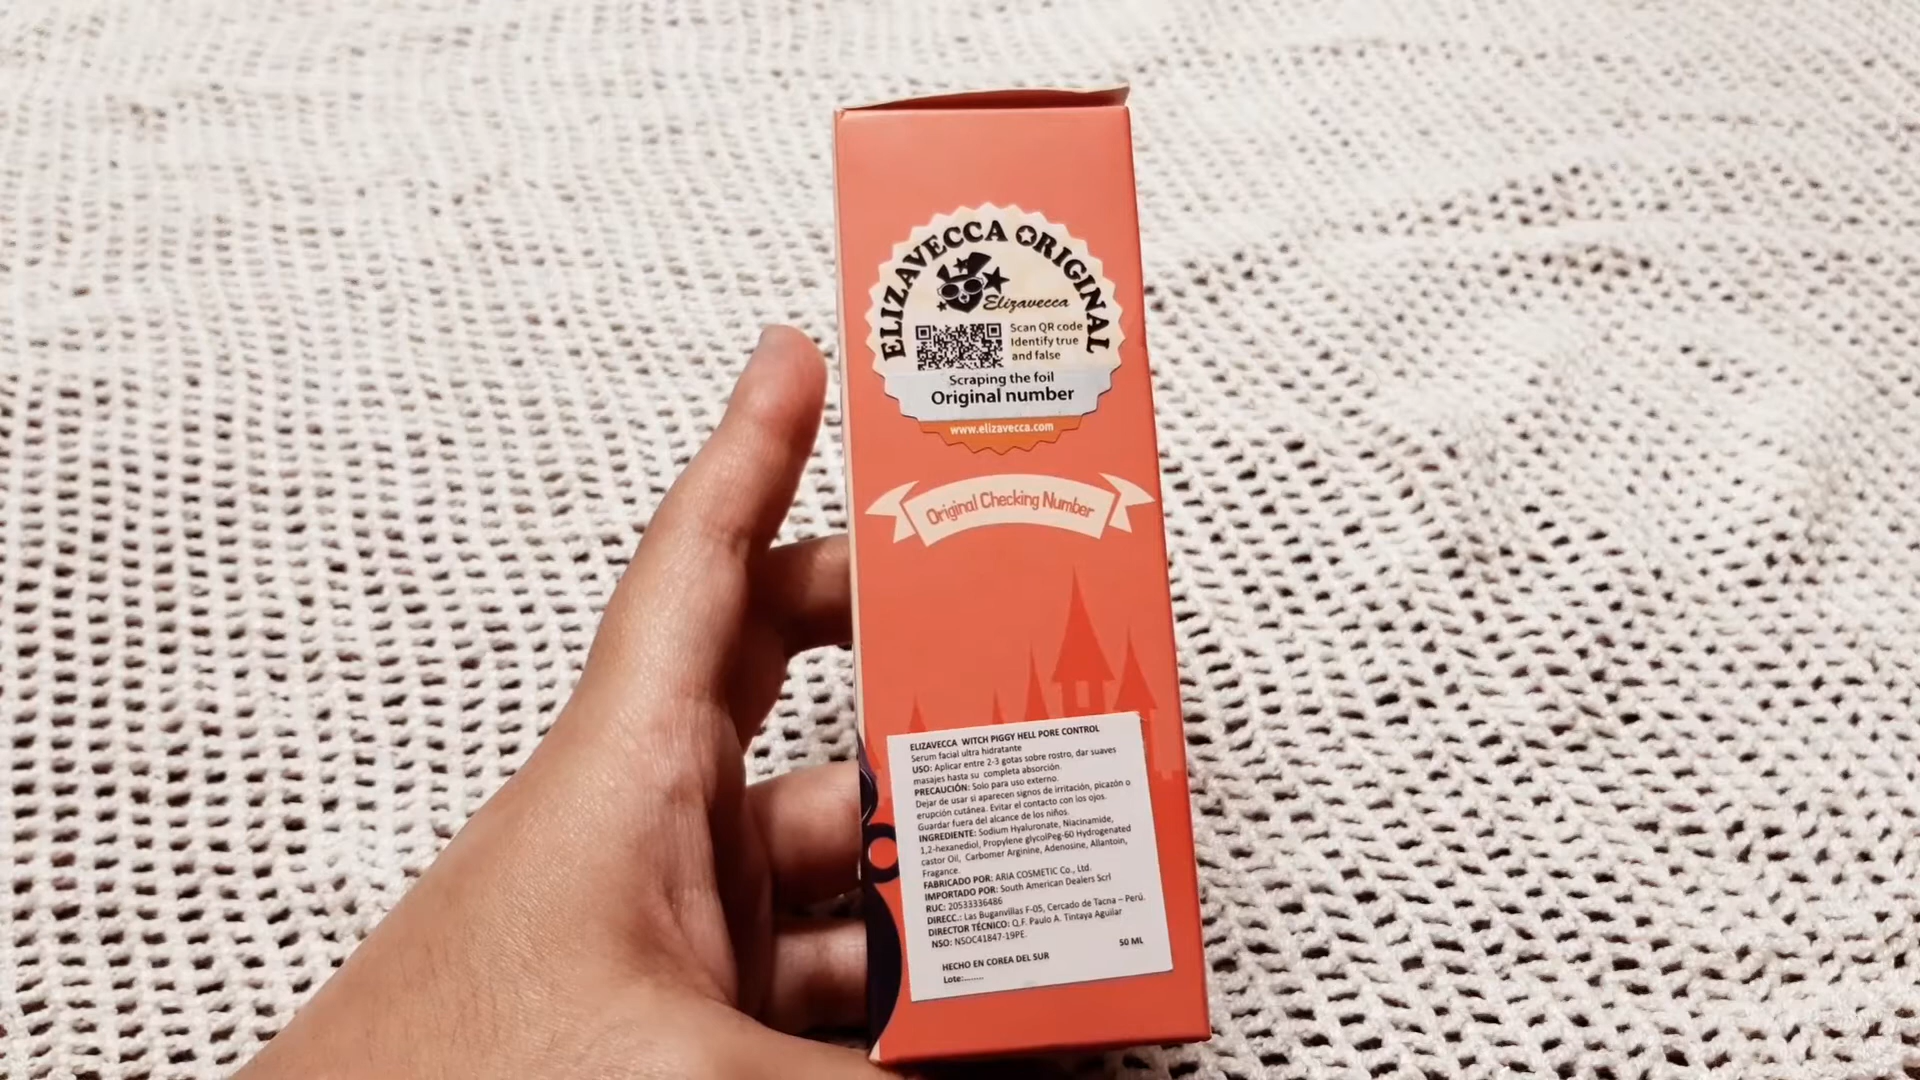 ELIZAVECCA ORIGINAL
Elizavecca
Scan QR code
Identify true
and false
Scraping the foil
Original number
www.elizavecca.com
Original Checking Number
ELIZAVECCA WITCH PIGGY HELL PORE CONTROL
Serum facial ultra hidratante
USO: Aplicar entre 2-3 gotas sobre rostro, dar suaves
masajes hasta su completa absorción.
PRECAUCIÓN: Solo para uso externo.
Dejar de usar si aparecen signos de irritación, picazón o
erupción cutánea. Evitar el contacto con los ojos.
Guardar fuera del alcance de los niños.
INGREDIENTE: Sodium Hyaluronate, Niacinamide,
1,2-hexanediol, Propylene glycolPeg-60 Hydrogenated
castor Oil, Carbomer Arginine, Adenosine, Allantoin,
Fragance.
FABRICADO POR: ARIA COSMETIC Co., Ltd.
IMPORTADO POR: South American Dealers Scrl
RUC: 20533336486
DIRECC.: Las Buganvillas F-05, Cercado de Tacna – Perú.
DIRECTOR TÉCNICO: Q.F. Paulo A. Tintaya Aguilar
NSO: NSOC41847-19PE.
50 ML
HECHO EN COREA DEL SUR
Lote:.......